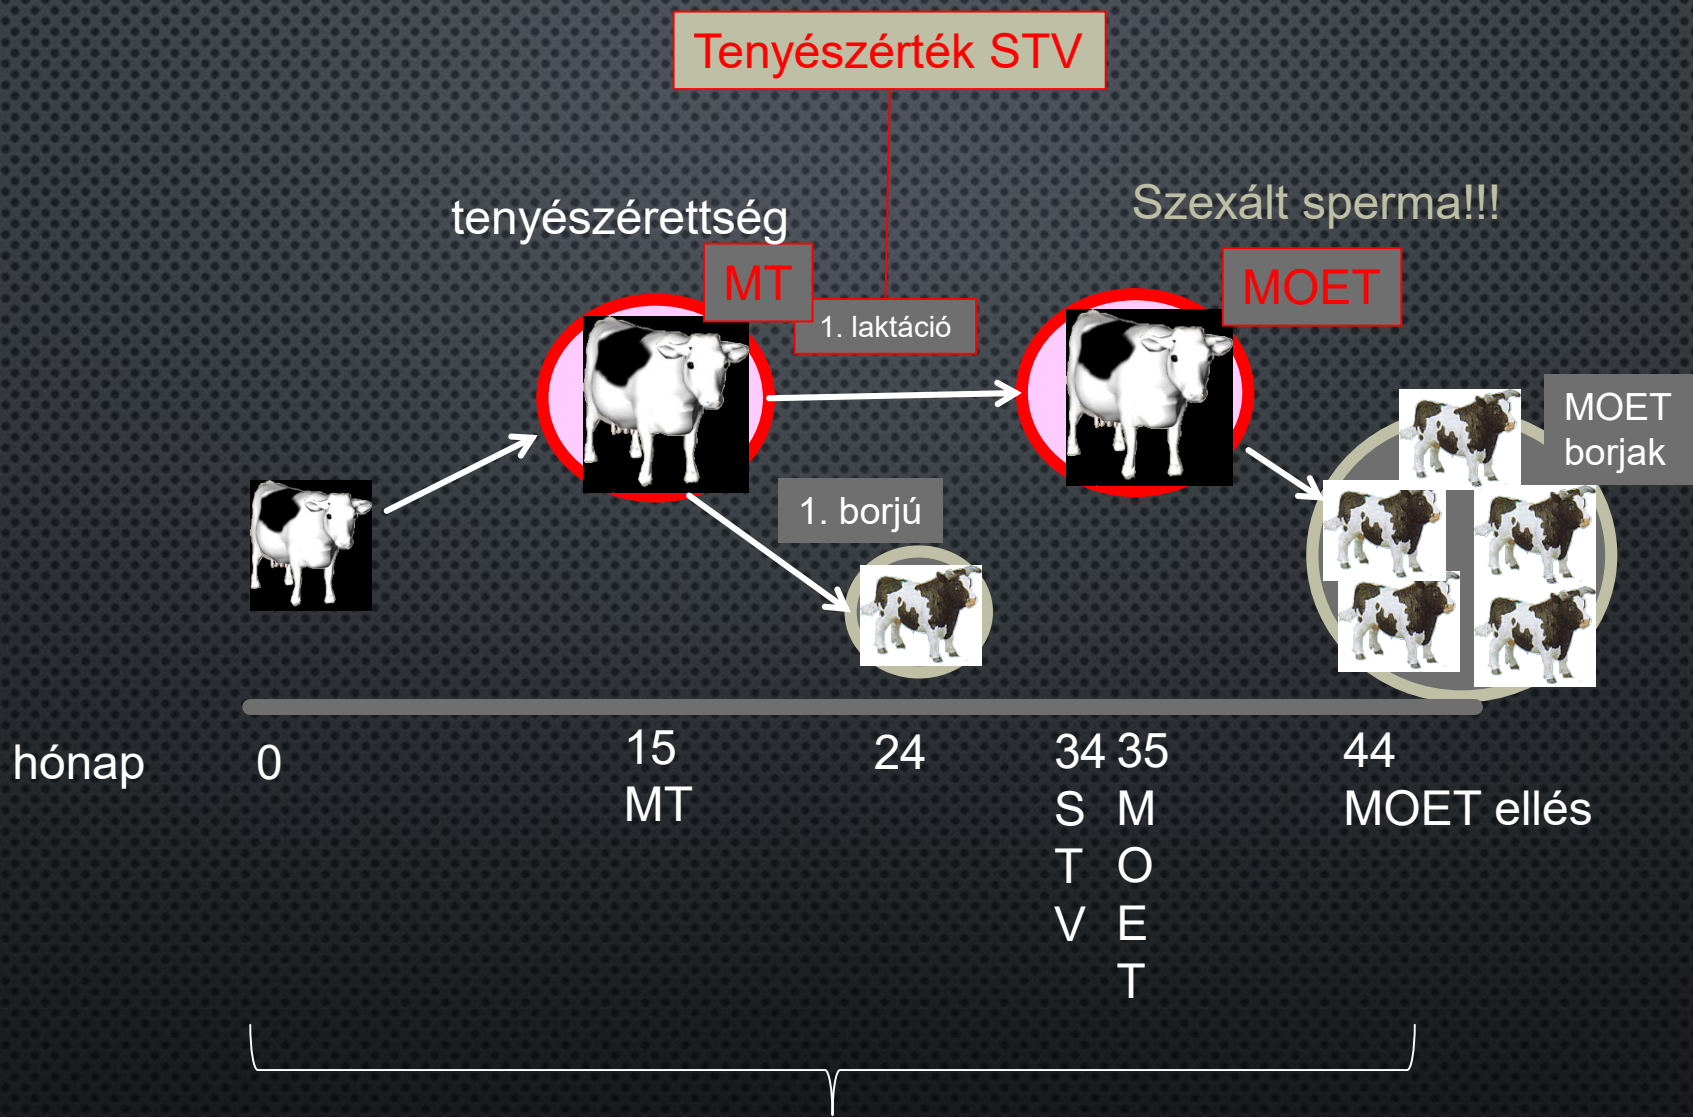 Tenyészérték STV
tenyészérettség
Szexált sperma!!!
MT
MOET
1. laktáció
MOET
borjak
1. borjú
hónap
0
15
MT
24
34
S
T
V
35
M
O
E
T
44
MOET ellés